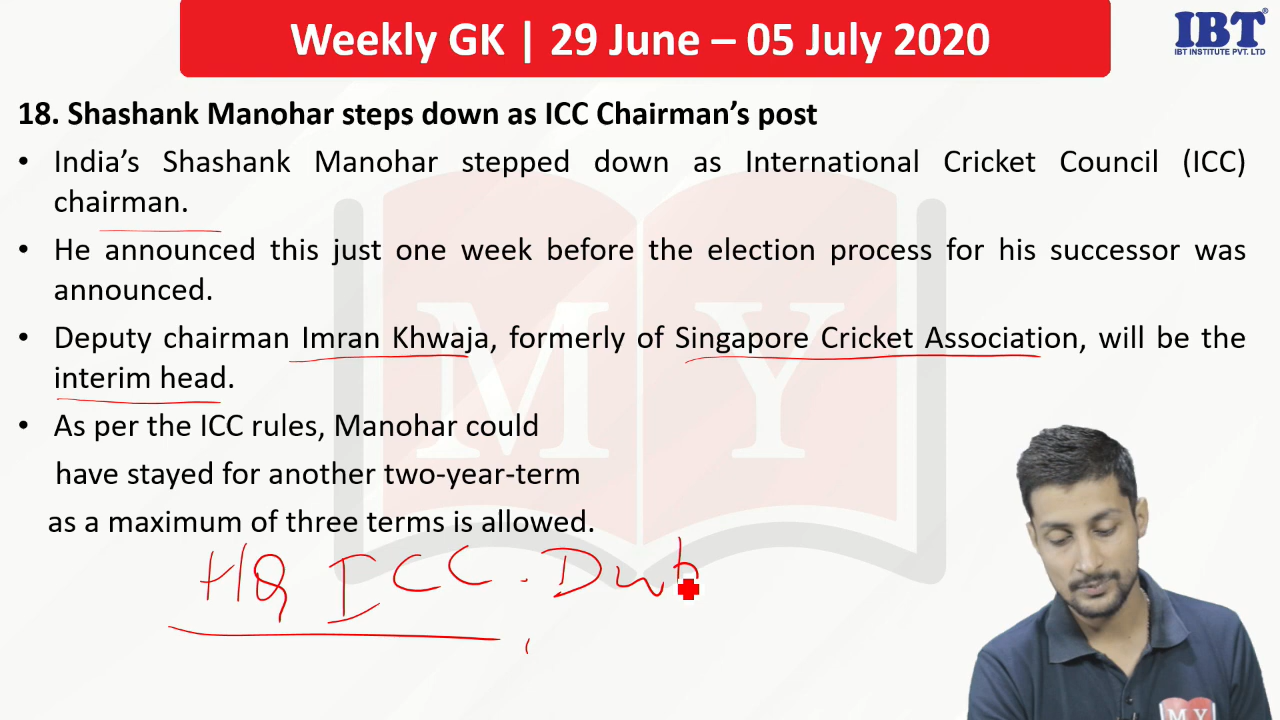 Weekly GK | 29 June – 05 July 2020
IBT
IBT INSTITUTE PVT. LTD
18. Shashank Manohar steps down as ICC Chairman’s post
• India’s Shashank Manohar stepped down as International Cricket Council (ICC)
chairman.
• He announced this just one week before the election process for his successor was
announced.
• Deputy chairman Imran Khwaja, formerly of Singapore Cricket Association, will be the
interim head.
• As per the ICC rules, Manohar could
have stayed for another two-year-term
as a maximum of three terms is allowed.
HQ ICC . Dub
M Y
MY